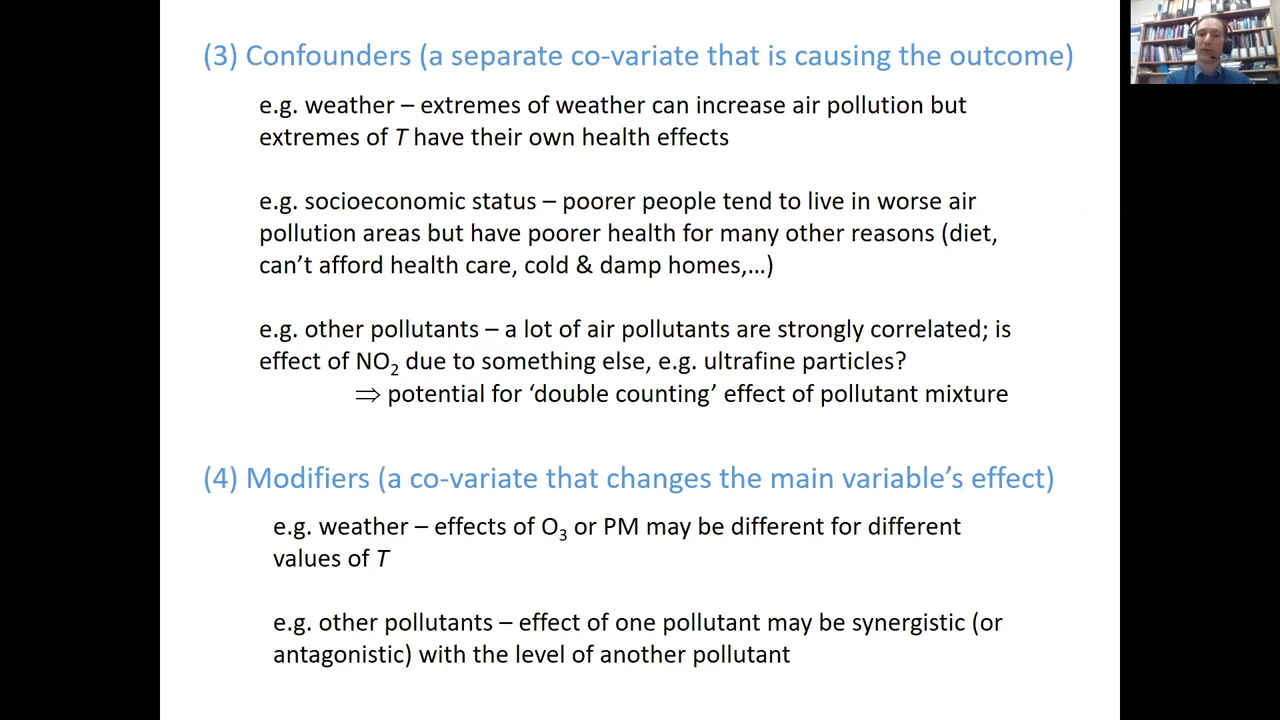 (3) Confounders (a separate co-variate that is causing the outcome)
e.g. weather – extremes of weather can increase air pollution but
extremes of T have their own health effects
e.g. socioeconomic status – poorer people tend to live in worse air
pollution areas but have poorer health for many other reasons (diet,
can’t afford health care, cold & damp homes,…)
e.g. other pollutants – a lot of air pollutants are strongly correlated; is
effect of NO₂ due to something else, e.g. ultrafine particles?
⇒ potential for ‘double counting’ effect of pollutant mixture
(4) Modifiers (a co-variate that changes the main variable’s effect)
e.g. weather – effects of O₃ or PM may be different for different
values of T
e.g. other pollutants – effect of one pollutant may be synergistic (or
antagonistic) with the level of another pollutant